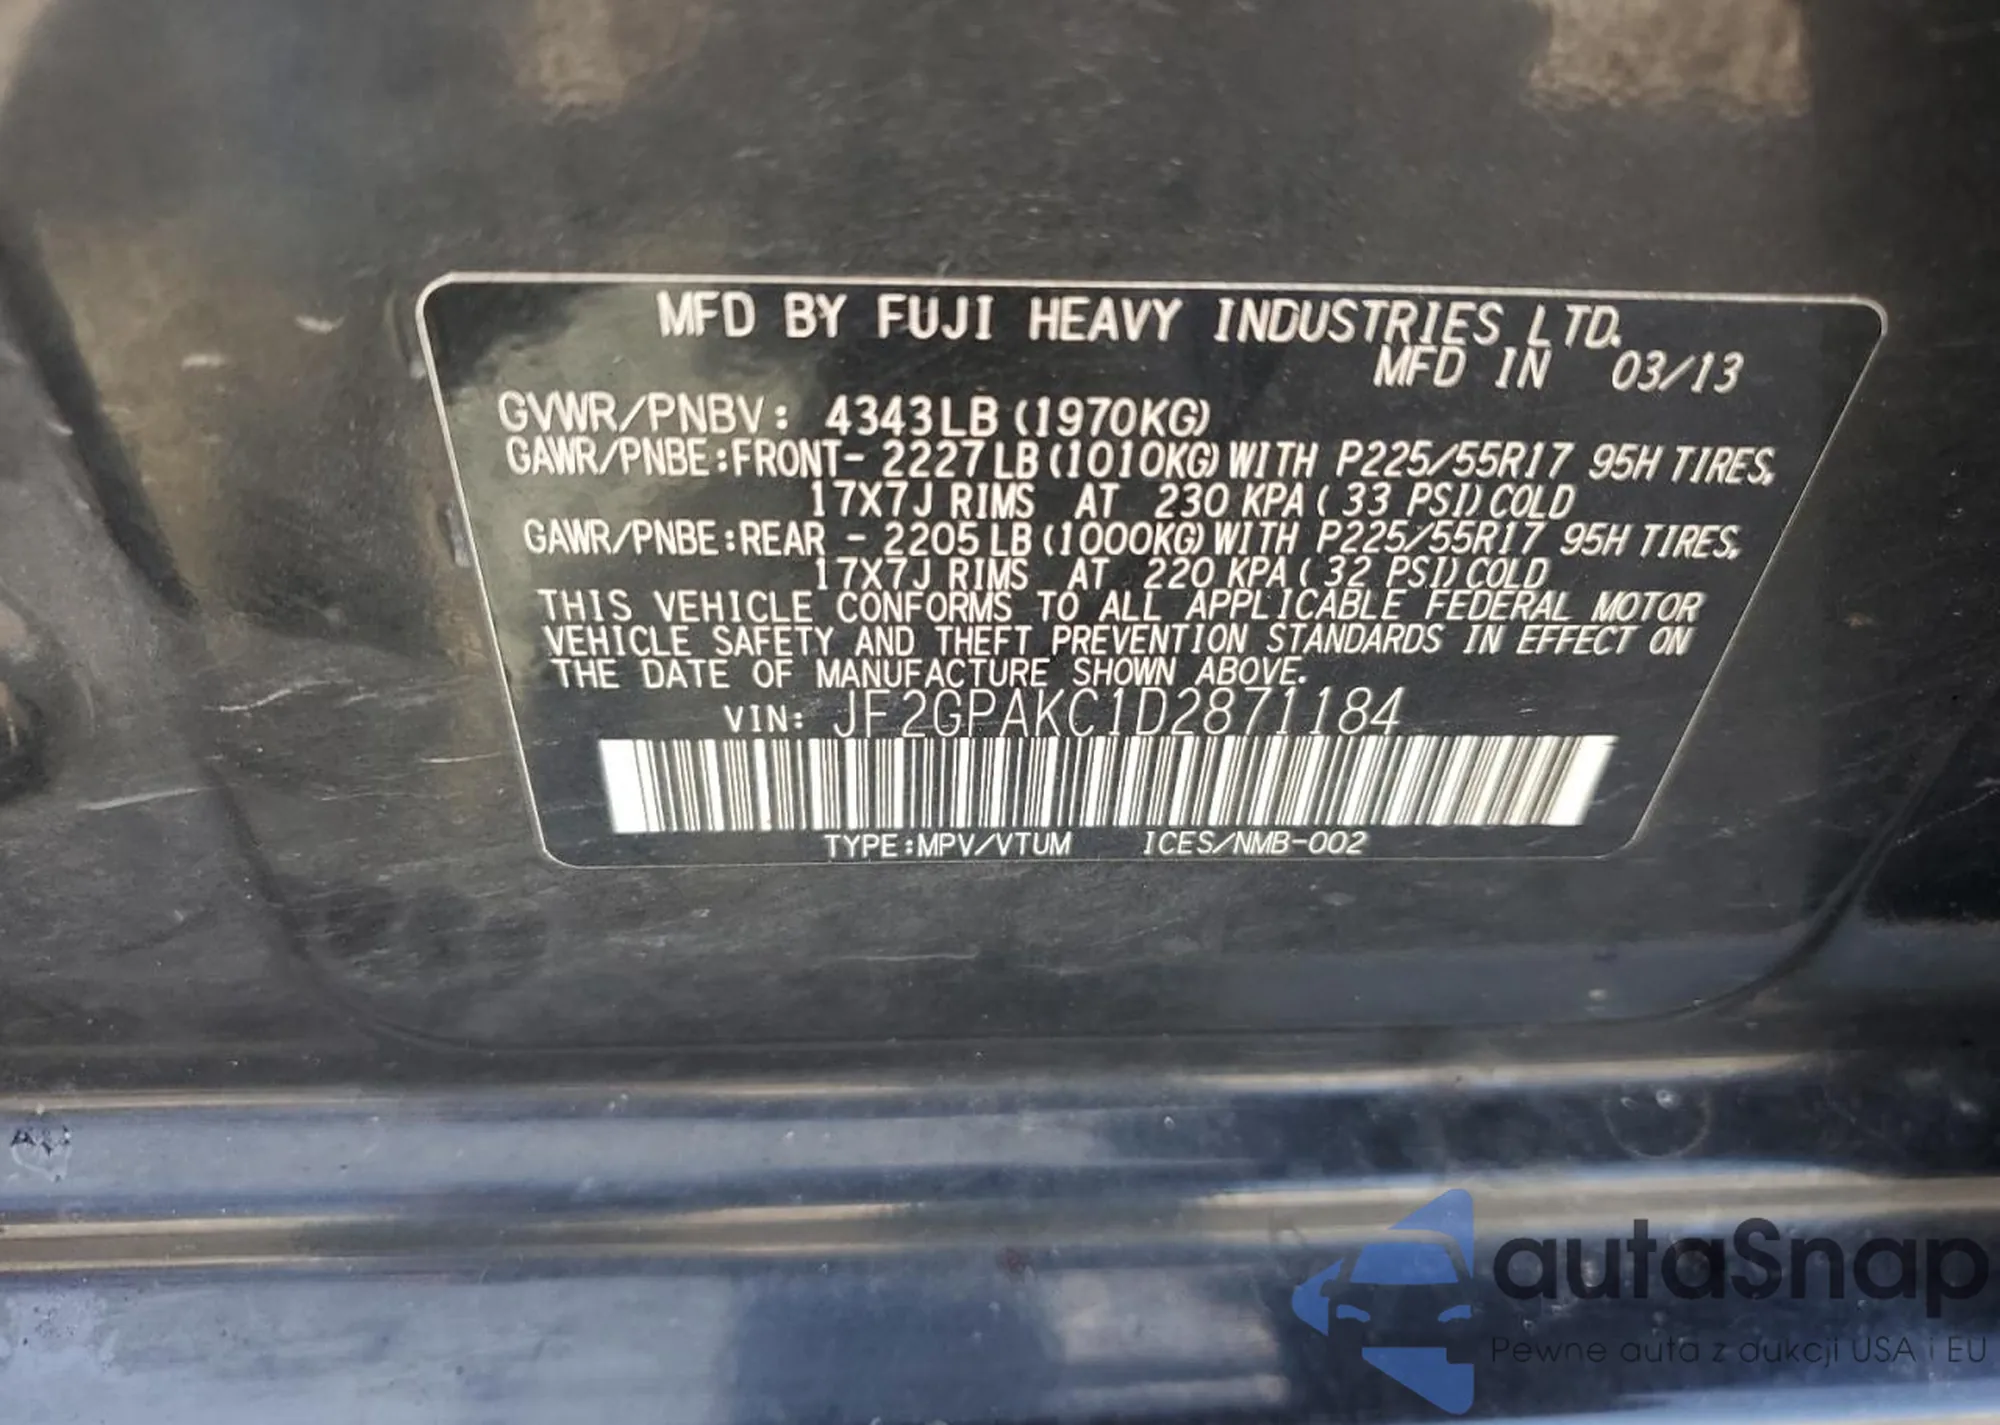 MFD BY FUJI HEAVY INDUSTRIES LTD.
MFD IN 03/13
GVWR/PNBV: 4343LB (1970KG)
GAWR/PNBE:FRONT- 2227LB(1010KG)WITH P225/55R17 95H TIRES,
17X7J RIMS AT 230 KPA( 33 PSI)COLD
GAWR/PNBE:REAR - 2205LB(1000KG)WITH P225/55R17 95H TIRES,
17X7J RIMS AT 220 KPA( 32 PSI)COLD
THIS VEHICLE CONFORMS TO ALL APPLICABLE FEDERAL MOTOR
VEHICLE SAFETY AND THEFT PREVENTION STANDARDS IN EFFECT ON
THE DATE OF MANUFACTURE SHOWN ABOVE.
VIN: JF2GPAKC1D2871184
TYPE:MPV/VTUM ICES/NMB-002
autaSnap
Pewne auta z aukcji USA i EU